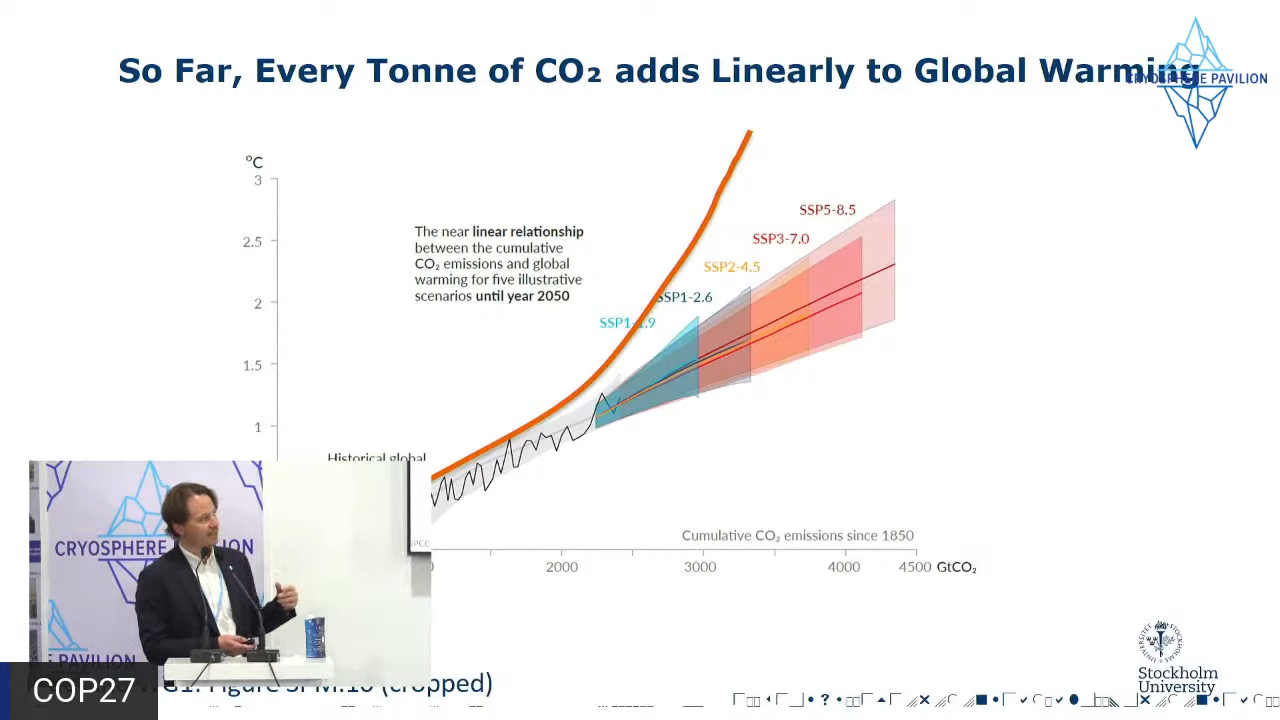 So Far, Every Tonne of CO₂ adds Linearly to Global Warming
CRYOSPHERE PAVILION
°C
3
2.5
2
1.5
1
The near linear relationship
between the cumulative
CO₂ emissions and global
warming for five illustrative
scenarios until year 2050
SSP5-8.5
SSP3-7.0
SSP2-4.5
SSP1-2.6
SSP1-1.9
Historical global
Cumulative CO₂ emissions since 1850
2000
3000
4000
4500 GtCO₂
CRYOSPHERE PAVILION
PAVILION
COP27
Figure SPM.10 (cropped)
Stockholm
University